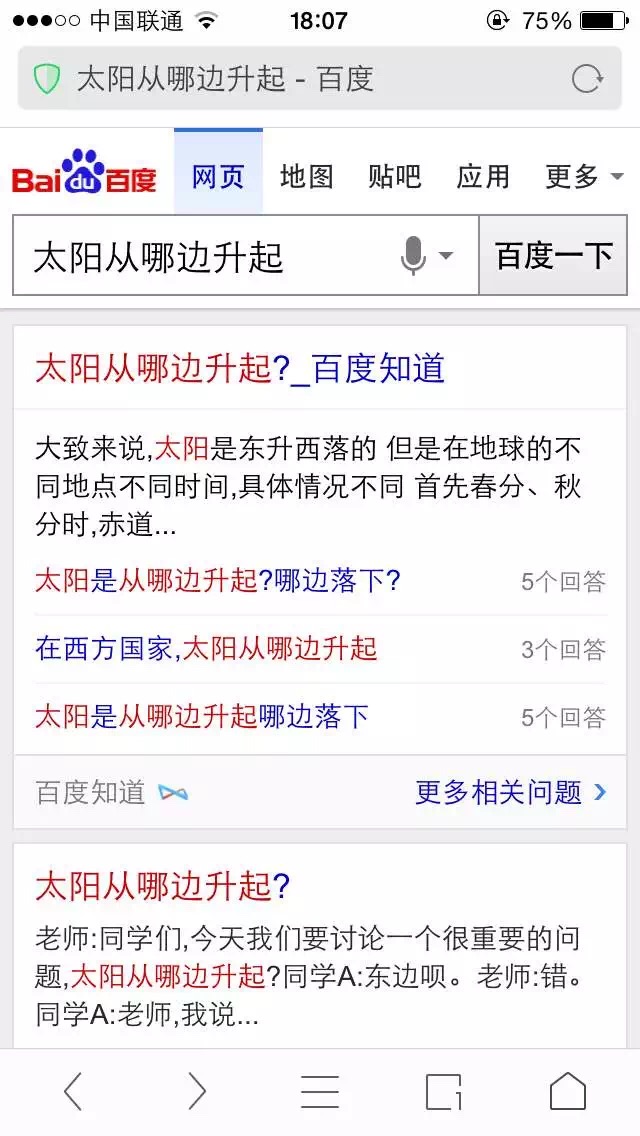 中国联通 18:07 75%
太阳从哪边升起 - 百度
Bai du 百度 网页 地图 贴吧 应用 更多
太阳从哪边升起 百度一下
太阳从哪边升起?_百度知道
大致来说,太阳是东升西落的 但是在地球的不
同地点不同时间,具体情况不同 首先春分、秋
分时,赤道...
太阳是从哪边升起?哪边落下? 5个回答
在西方国家,太阳从哪边升起 3个回答
太阳是从哪边升起哪边落下 5个回答
百度知道 更多相关问题
太阳从哪边升起?
老师:同学们,今天我们要讨论一个很重要的问
题,太阳从哪边升起?同学A:东边呗。老师:错。
同学A:老师,我说...
1